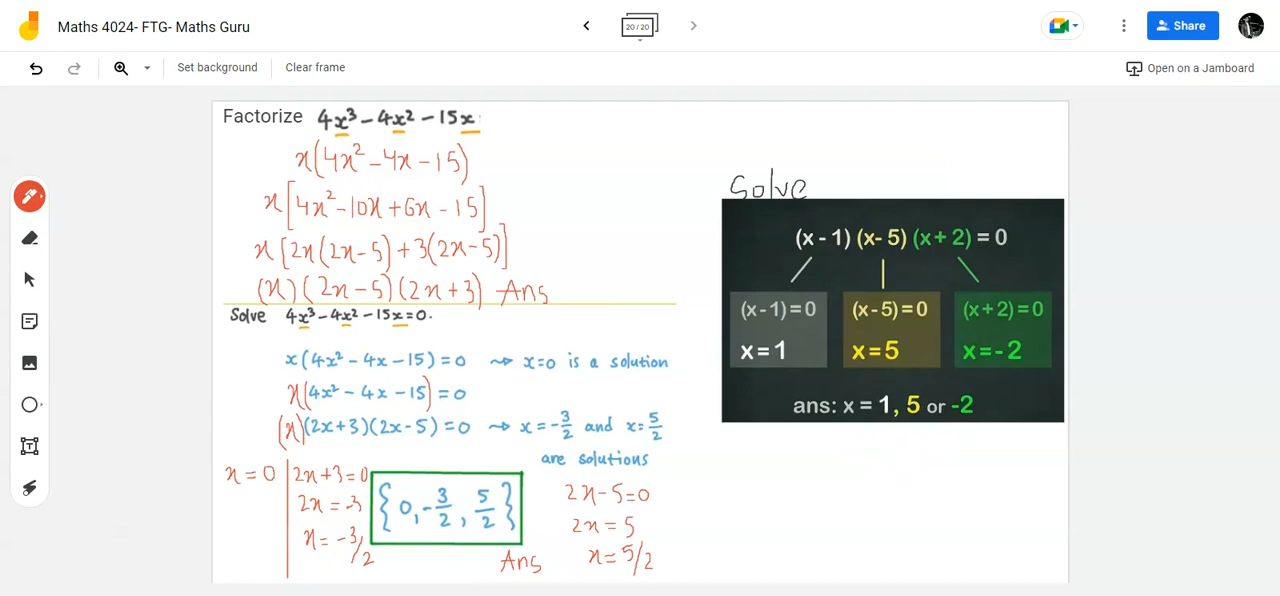 Maths 4024- FTG- Maths Guru
20 / 20
Share
Set background
Clear frame
Open on a Jamboard
Factorize 4x³ – 4x² – 15x
x(4x² – 4x – 15)
x[4x² – 10x + 6x – 15]
x[2x(2x – 5) + 3(2x – 5)]
(x)(2x – 5)(2x + 3) Ans
Solve 4x³ – 4x² – 15x = 0.
x(4x² – 4x – 15) = 0 ⇝ x = 0 is a solution
x(4x² – 4x – 15) = 0
(x)(2x + 3)(2x – 5) = 0 ⇝ x = -3/2 and x = 5/2
are solutions
x = 0
2x + 3 = 0
2x = -3
x = -3/2
{0, -3/2, 5/2}
Ans
2x – 5 = 0
2x = 5
x = 5/2
Solve
(x - 1) (x- 5) (x+ 2) = 0
(x - 1) = 0
x = 1
(x - 5) = 0
x = 5
(x + 2) = 0
x = -2
ans: x = 1, 5 or -2